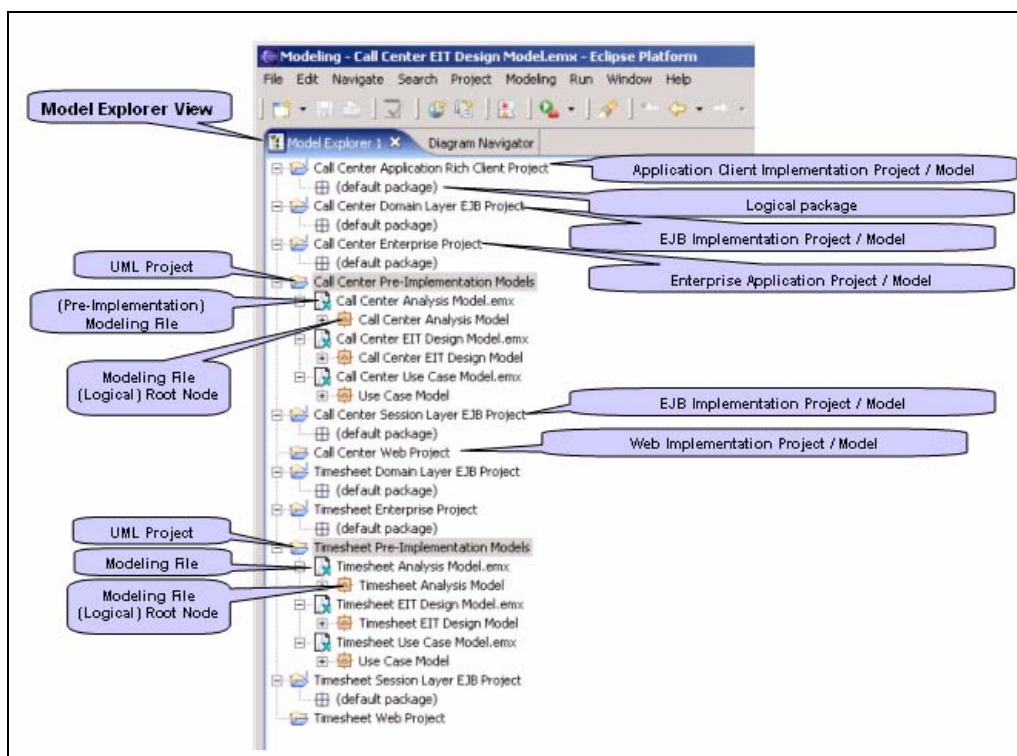 Modeling - Call Center EIT Design Model.emx - Eclipse Platform
File Edit Navigate Search Project Modeling Run Window Help
Model Explorer View
Model Explorer 1 Diagram Navigator
Call Center Application Rich Client Project
Application Client Implementation Project / Model
(default package)
Logical package
Call Center Domain Layer EJB Project
(default package)
EJB Implementation Project / Model
Call Center Enterprise Project
(default package)
Enterprise Application Project / Model
UML Project
Call Center Pre-Implementation Models
(Pre-Implementation)
Modeling File
Call Center Analysis Model.emx
Call Center Analysis Model
Call Center EIT Design Model.emx
Call Center EIT Design Model
Modeling File
(Logical) Root Node
Call Center Use Case Model.emx
Use Case Model
Call Center Session Layer EJB Project
EJB Implementation Project / Model
(default package)
Call Center Web Project
Web Implementation Project / Model
Timesheet Domain Layer EJB Project
(default package)
Timesheet Enterprise Project
(default package)
UML Project
Timesheet Pre-Implementation Models
Modeling File
Timesheet Analysis Model.emx
Modeling File
(Logical) Root Node
Timesheet Analysis Model
Timesheet EIT Design Model.emx
Timesheet EIT Design Model
Timesheet Use Case Model.emx
Use Case Model
Timesheet Session Layer EJB Project
(default package)
Timesheet Web Project